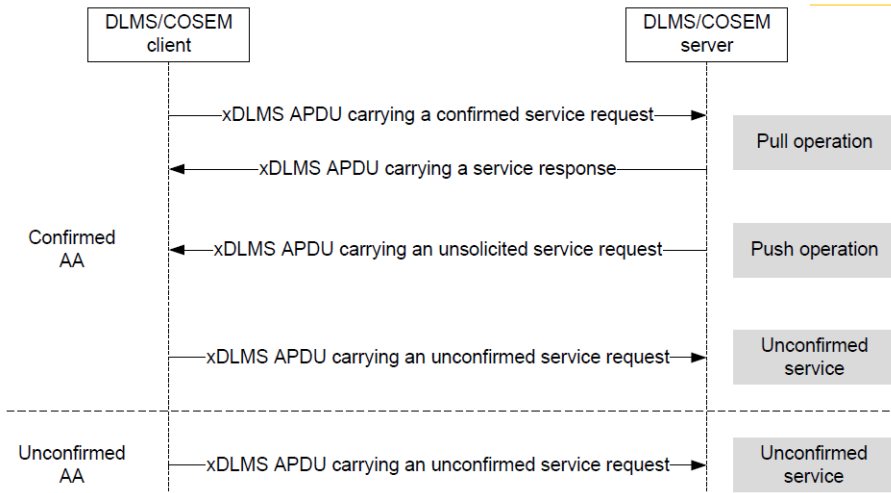 DLMS/COSEM
client
DLMS/COSEM
server
xDLMS APDU carrying a confirmed service request
Pull operation
xDLMS APDU carrying a service response
Confirmed
AA
xDLMS APDU carrying an unsolicited service request
Push operation
xDLMS APDU carrying an unconfirmed service request
Unconfirmed
service
Unconfirmed
AA
xDLMS APDU carrying an unconfirmed service request
Unconfirmed
service